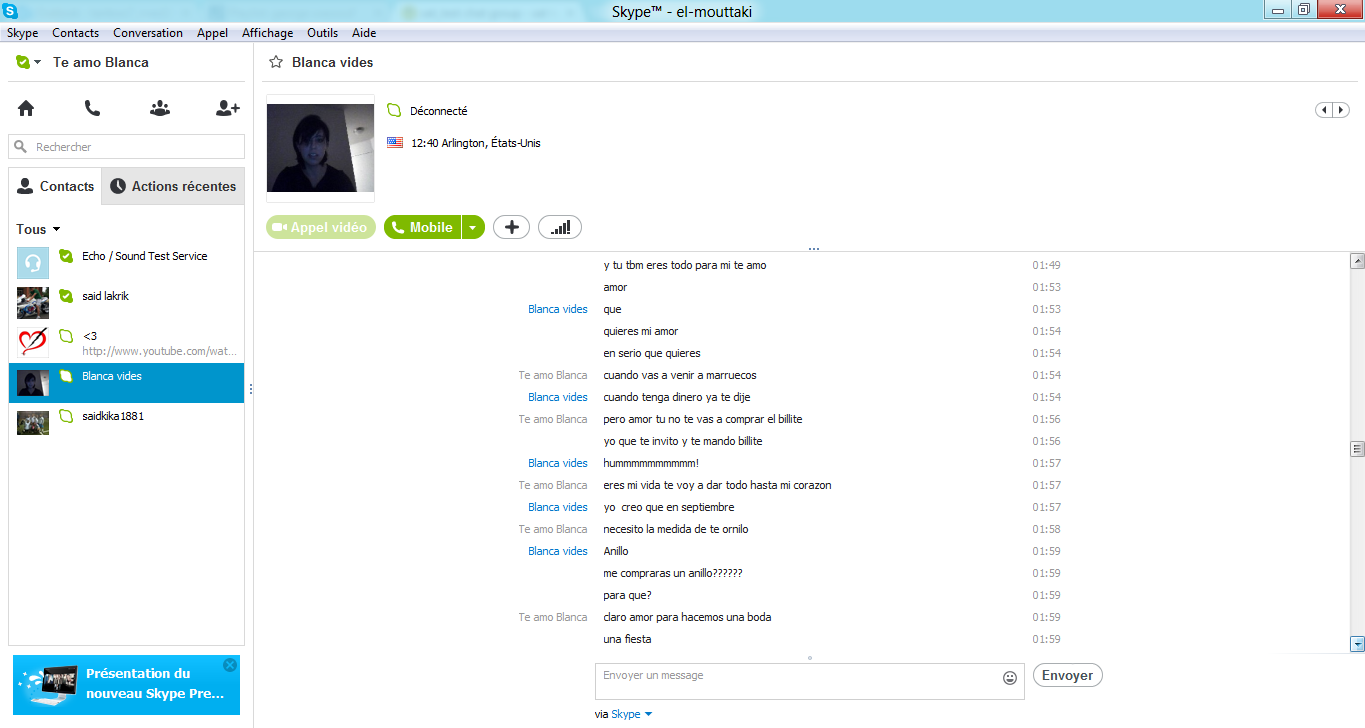 Skype™ - el-mouttaki
Skype Contacts Conversation Appel Affichage Outils Aide
Te amo Blanca
Rechercher
Contacts Actions récentes
Tous
Echo / Sound Test Service
said lakrik
<3
http://www.youtube.com/wat...
Blanca vides
saidkika1881
Présentation du
nouveau Skype Pre...
Blanca vides
Déconnecté
12:40 Arlington, États-Unis
Appel vidéo Mobile
y tu tbm eres todo para mi te amo 01:49
amor 01:53
Blanca vides que 01:53
quieres mi amor 01:54
en serio que quieres 01:54
Te amo Blanca cuando vas a venir a marruecos 01:54
Blanca vides cuando tenga dinero ya te dije 01:54
Te amo Blanca pero amor tu no te vas a comprar el billite 01:56
yo que te invito y te mando billite 01:56
Blanca vides hummmmmmmmmm! 01:57
Te amo Blanca eres mi vida te voy a dar todo hasta mi corazon 01:57
Blanca vides yo creo que en septiembre 01:57
Te amo Blanca necesito la medida de te ornilo 01:58
Blanca vides Anillo 01:59
me compraras un anillo?????? 01:59
para que? 01:59
Te amo Blanca claro amor para hacemos una boda 01:59
una fiesta 01:59
Envoyer un message
Envoyer
via Skype